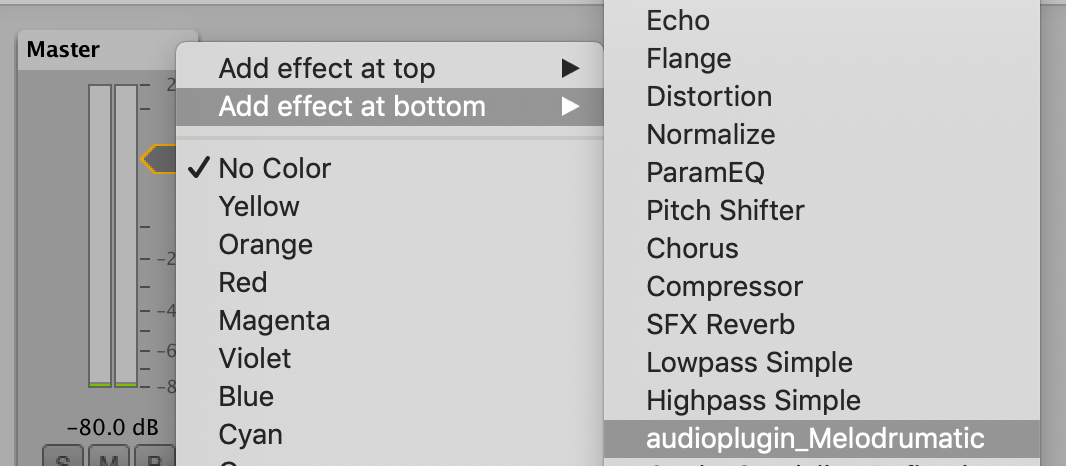 Master
2
-2
-4
-6
-8
-80.0 dB
S M R
Add effect at top
Add effect at bottom
✓ No Color
Yellow
Orange
Red
Magenta
Violet
Blue
Cyan
Echo
Flange
Distortion
Normalize
ParamEQ
Pitch Shifter
Chorus
Compressor
SFX Reverb
Lowpass Simple
Highpass Simple
audioplugin_Melodrumatic